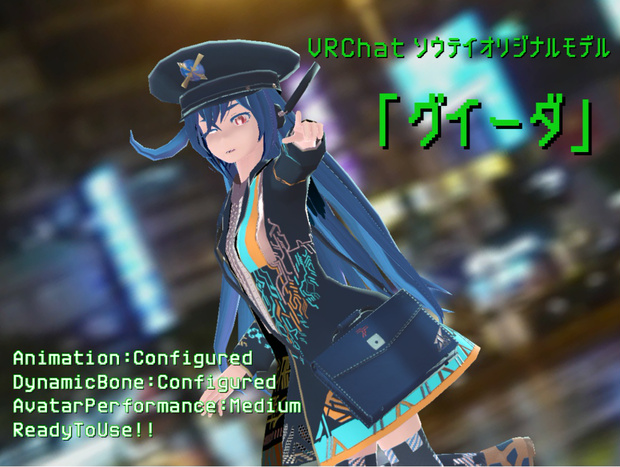 VRChat ソウテイオリジナルモデル
「グイーダ」
Animation:Configured
DynamicBone:Configured
AvatarPerformance:Medium
ReadyToUse!!